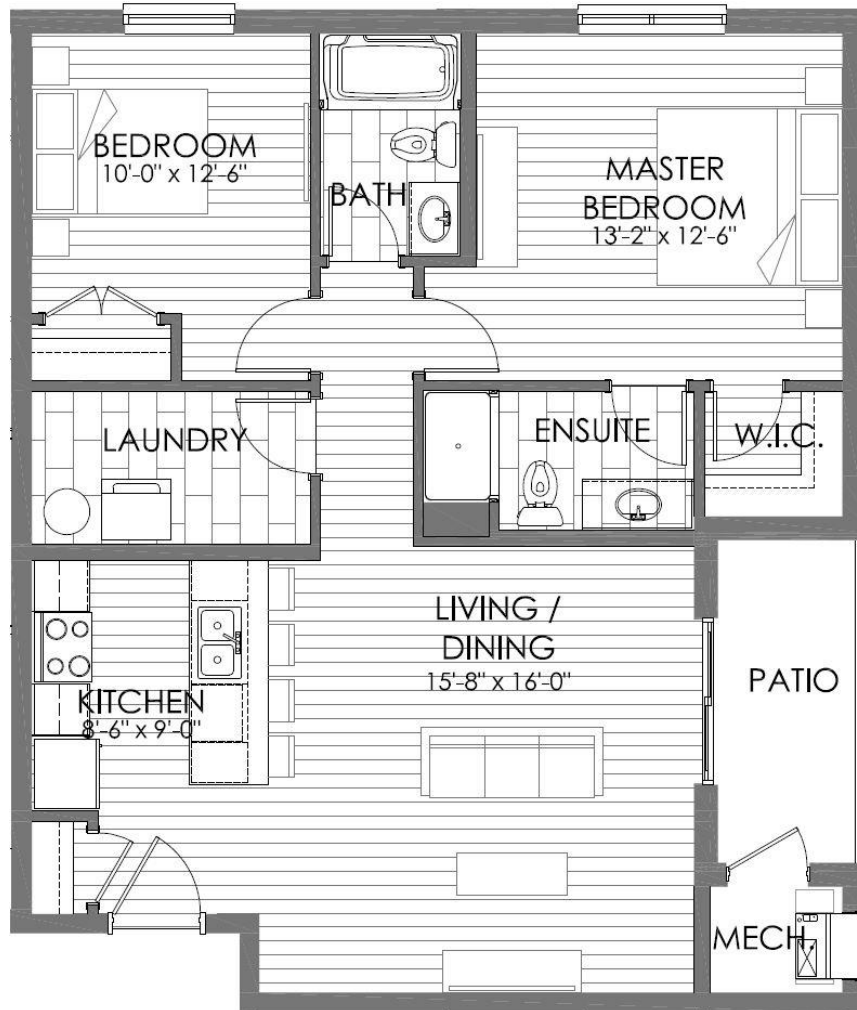 BEDROOM
10'-0" x 12'-6"
BATH
MASTER
BEDROOM
13'-2" x 12'-6"
LAUNDRY
ENSUITE
W.I.C.
LIVING /
DINING
15'-8" x 16'-0"
KITCHEN
8'-6" x 9'-0"
PATIO
MECH.